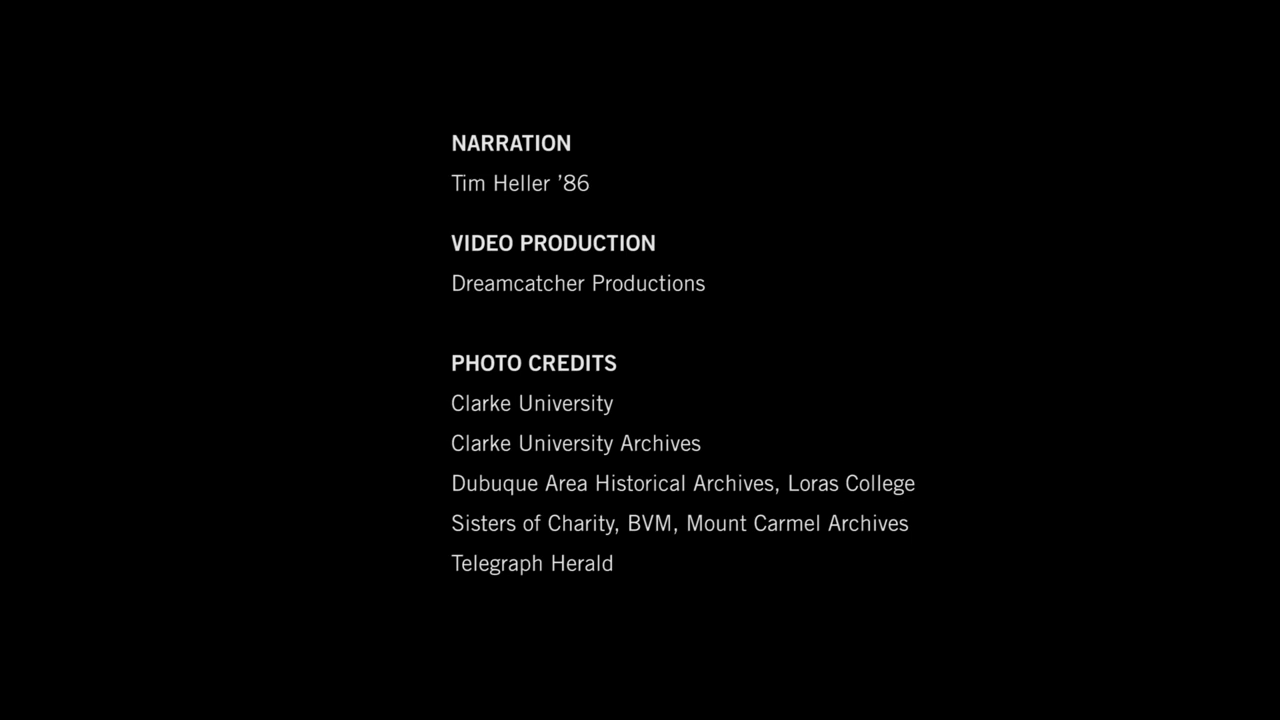 NARRATION
Tim Heller ’86
VIDEO PRODUCTION
Dreamcatcher Productions
PHOTO CREDITS
Clarke University
Clarke University Archives
Dubuque Area Historical Archives, Loras College
Sisters of Charity, BVM, Mount Carmel Archives
Telegraph Herald